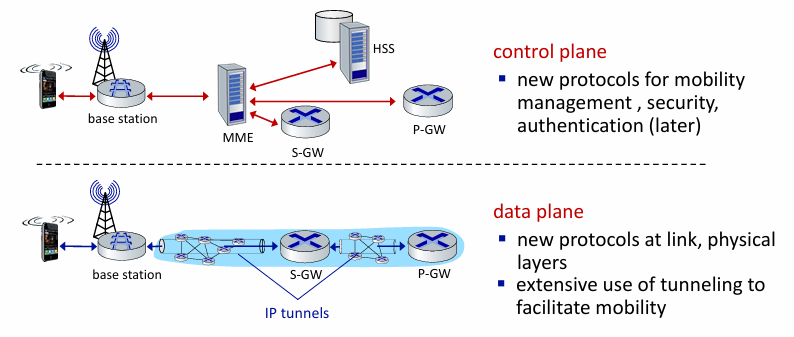 HSS
base station
MME
S-GW
P-GW
control plane
▪ new protocols for mobility
management , security,
authentication (later)
base station
S-GW
P-GW
IP tunnels
data plane
▪ new protocols at link, physical
layers
▪ extensive use of tunneling to
facilitate mobility